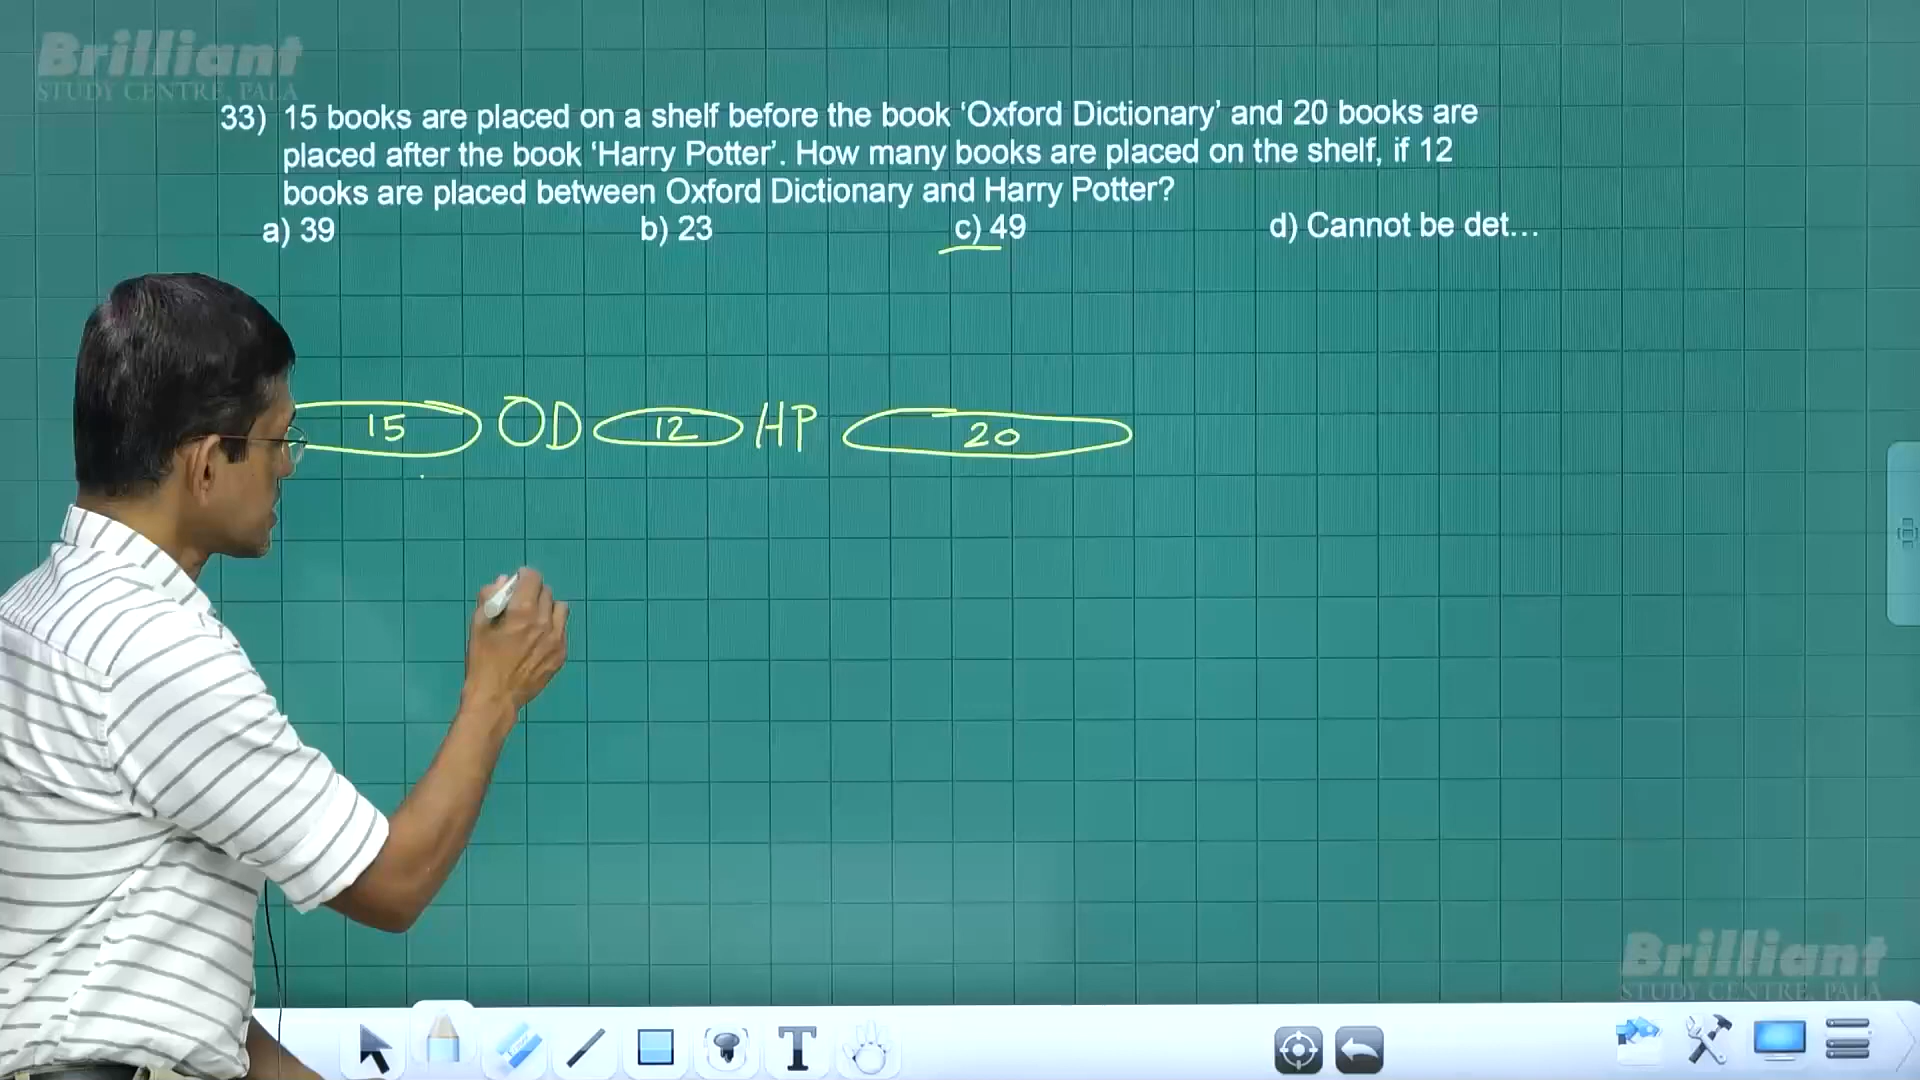 Brilliant
STUDY CENTRE, PALA
33) 15 books are placed on a shelf before the book ‘Oxford Dictionary’ and 20 books are
placed after the book ‘Harry Potter’. How many books are placed on the shelf, if 12
books are placed between Oxford Dictionary and Harry Potter?
a) 39 b) 23 c) 49 d) Cannot be det...
15 OD 12 HP 20
Brilliant
STUDY CENTRE, PALA
T